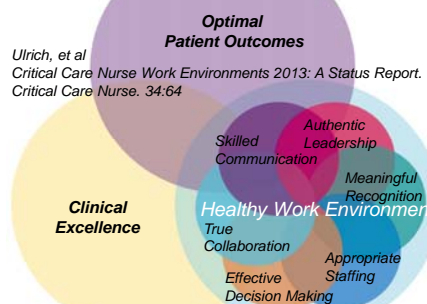 Optimal
Patient Outcomes
Ulrich, et al
Critical Care Nurse Work Environments 2013: A Status Report.
Critical Care Nurse. 34:64
Skilled
Communication
Authentic
Leadership
Meaningful
Recognition
Clinical
Excellence
Healthy Work Environmen
True
Collaboration
Appropriate
Staffing
Effective
Decision Making